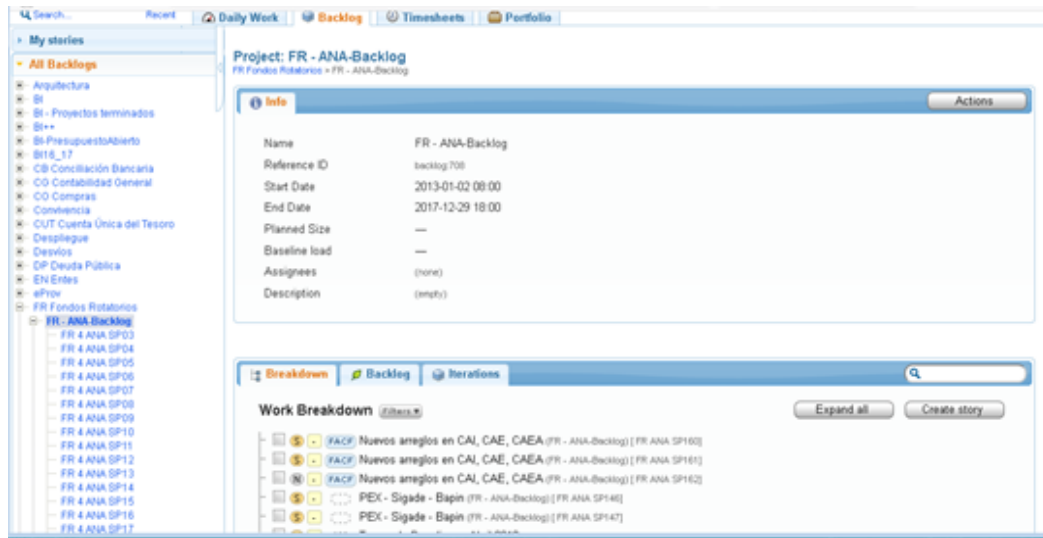 Search... Recent
Daily Work Backlog Timesheets Portfolio
My stories
All Backlogs
Arquitectura
BI
BI - Proyectos terminados
BI++
BI-PresupuestoAbierto
BI16_17
CB Conciliación Bancaria
CG Contabilidad General
CO Compras
Convivencia
CUT Cuenta Única del Tesoro
Despliegue
Desvíos
DP Deuda Pública
EN Entes
eProv
FR Fondos Rotatorios
FR - ANA-Backlog
FR 4 ANA SP03
FR 4 ANA SP04
FR 4 ANA SP05
FR 4 ANA SP06
FR 4 ANA SP07
FR 4 ANA SP08
FR 4 ANA SP09
FR 4 ANA SP10
FR 4 ANA SP11
FR 4 ANA SP12
FR 4 ANA SP13
FR 4 ANA SP14
FR 4 ANA SP15
FR 4 ANA SP16
FR 4 ANA SP17
Project: FR - ANA-Backlog
FR Fondos Rotatorios > FR - ANA-Backlog
Info Actions
Name FR - ANA-Backlog
Reference ID backlog:708
Start Date 2013-01-02 08:00
End Date 2017-12-29 18:00
Planned Size —
Baseline load —
Assignees (none)
Description (empty)
Breakdown Backlog Iterations
Work Breakdown Filters Expand all Create story
S FACF Nuevos arreglos en CAI, CAE, CAEA (FR - ANA-Backlog) [ FR ANA SP160]
S FACF Nuevos arreglos en CAI, CAE, CAEA (FR - ANA-Backlog) [ FR ANA SP161]
N FACF Nuevos arreglos en CAI, CAE, CAEA (FR - ANA-Backlog) [ FR ANA SP162]
S PEX - Sigade - Bapin (FR - ANA-Backlog) [ FR ANA SP146]
S PEX - Sigade - Bapin (FR - ANA-Backlog) [ FR ANA SP147]